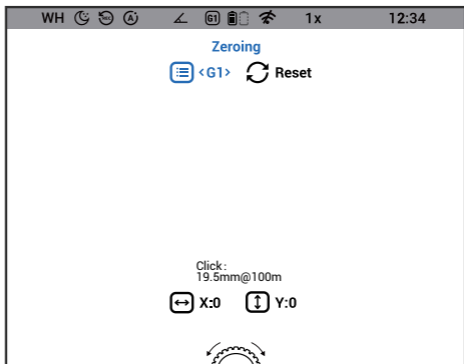 WH A G1 1x 12:34
Zeroing
<G1> Reset
Click:
19.5mm@100m
X:0 Y:0